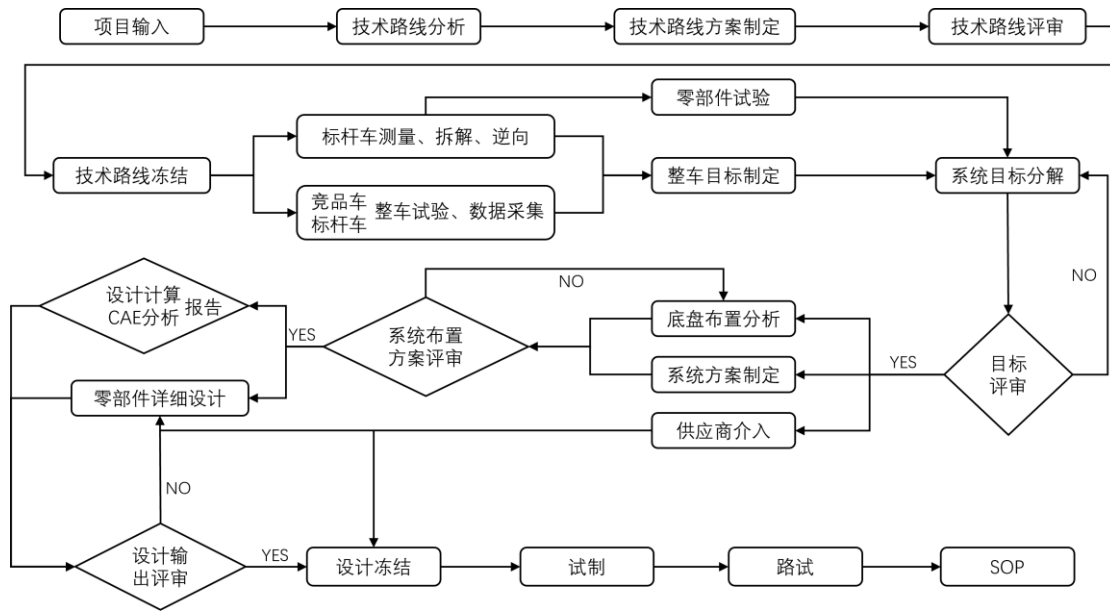 项目输入
技术路线分析
技术路线方案制定
技术路线评审
零部件试验
标杆车测量、拆解、逆向
技术路线冻结
整车目标制定
系统目标分解
竞品车
标杆车
整车试验、数据采集
NO
NO
设计计算
CAE分析
报告
底盘布置分析
YES
系统布置
方案评审
YES
目标
评审
系统方案制定
零部件详细设计
供应商介入
NO
设计输
出评审
YES
设计冻结
试制
路试
SOP